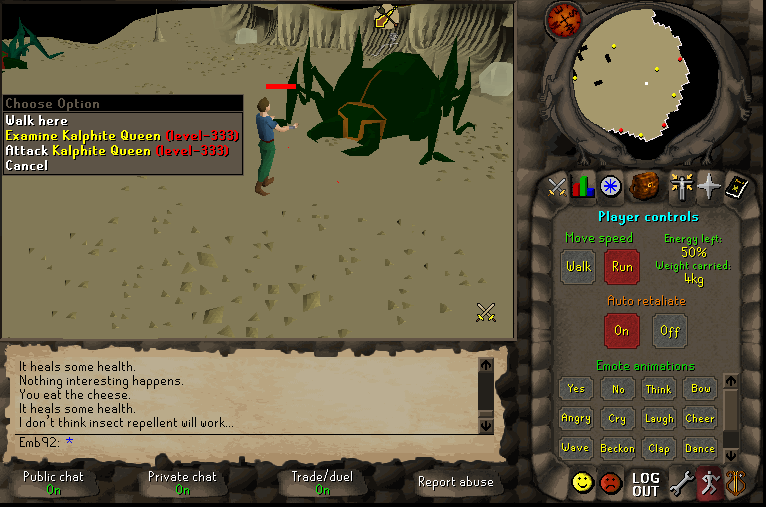 Choose Option
Walk here
Examine Kalphite Queen (level-333)
Attack Kalphite Queen (level-333)
Cancel
Player controls
Move speed
Energy left:
50%
Walk
Run
Weight carried:
4kg
Auto retaliate
On
Off
Emote animations
Yes
No
Think
Bow
Angry
Cry
Laugh
Cheer
Wave
Beckon
Clap
Dance
It heals some health.
Nothing interesting happens.
You eat the cheese.
It heals some health.
I don't think insect repellent will work...
Emb92: *
Public chat
On
Private chat
On
Trade/duel
On
Report abuse
LOG
OUT